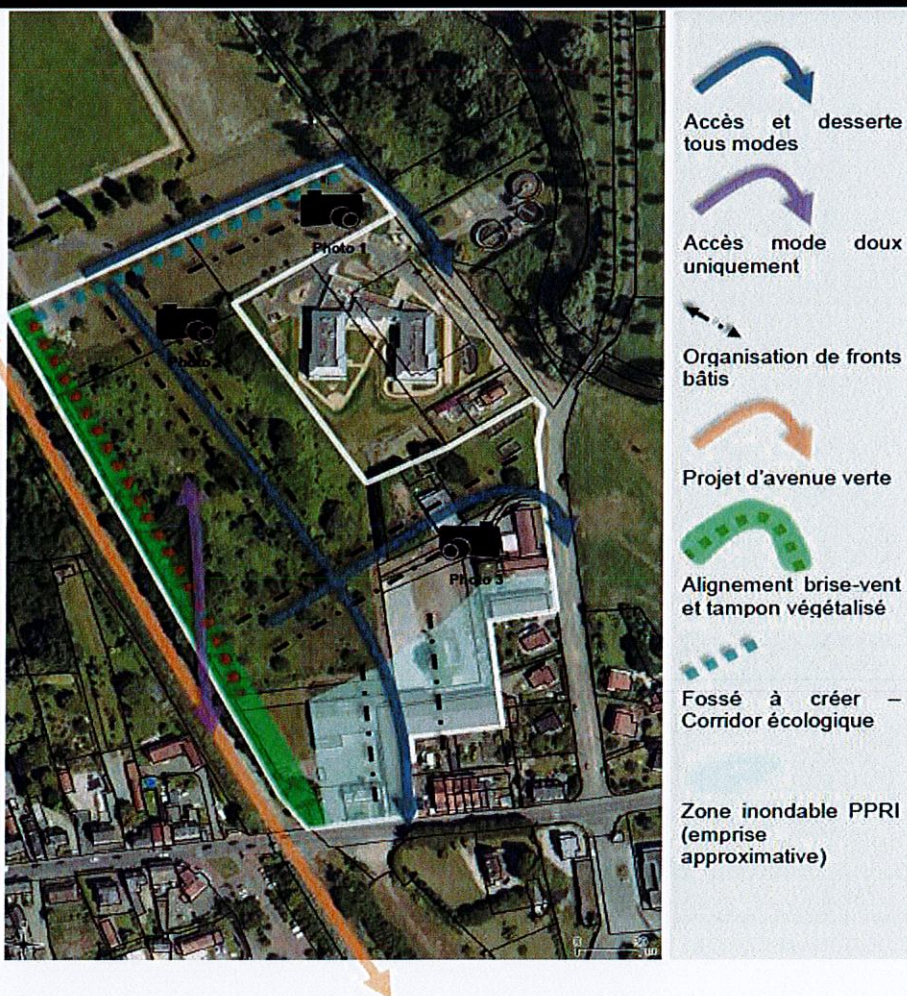 Photo 1
Photo 3
Accès et desserte
tous modes
Accès mode doux
uniquement
Organisation de fronts
bâtis
Projet d'avenue verte
Alignement brise-vent
et tampon végétalisé
Fossé à créer –
Corridor écologique
Zone inondable PPRI
(emprise
approximative)